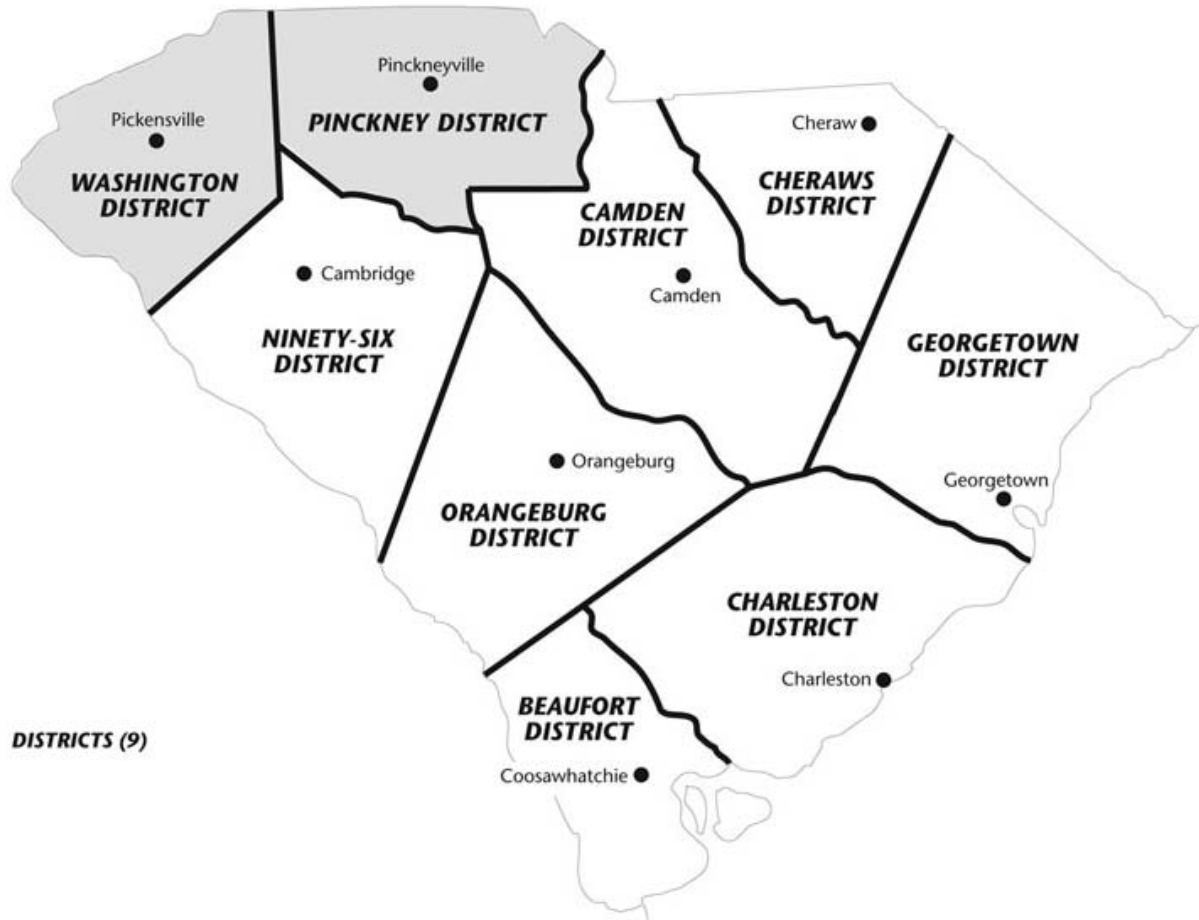 Pinckneyville
PINCKNEY DISTRICT
Pickensville
WASHINGTON
DISTRICT
Cheraw
CHERAWS
DISTRICT
CAMDEN
DISTRICT
Camden
Cambridge
NINETY-SIX
DISTRICT
GEORGETOWN
DISTRICT
Georgetown
Orangeburg
ORANGEBURG
DISTRICT
CHARLESTON
DISTRICT
Charleston
BEAUFORT
DISTRICT
Coosawhatchie
DISTRICTS (9)